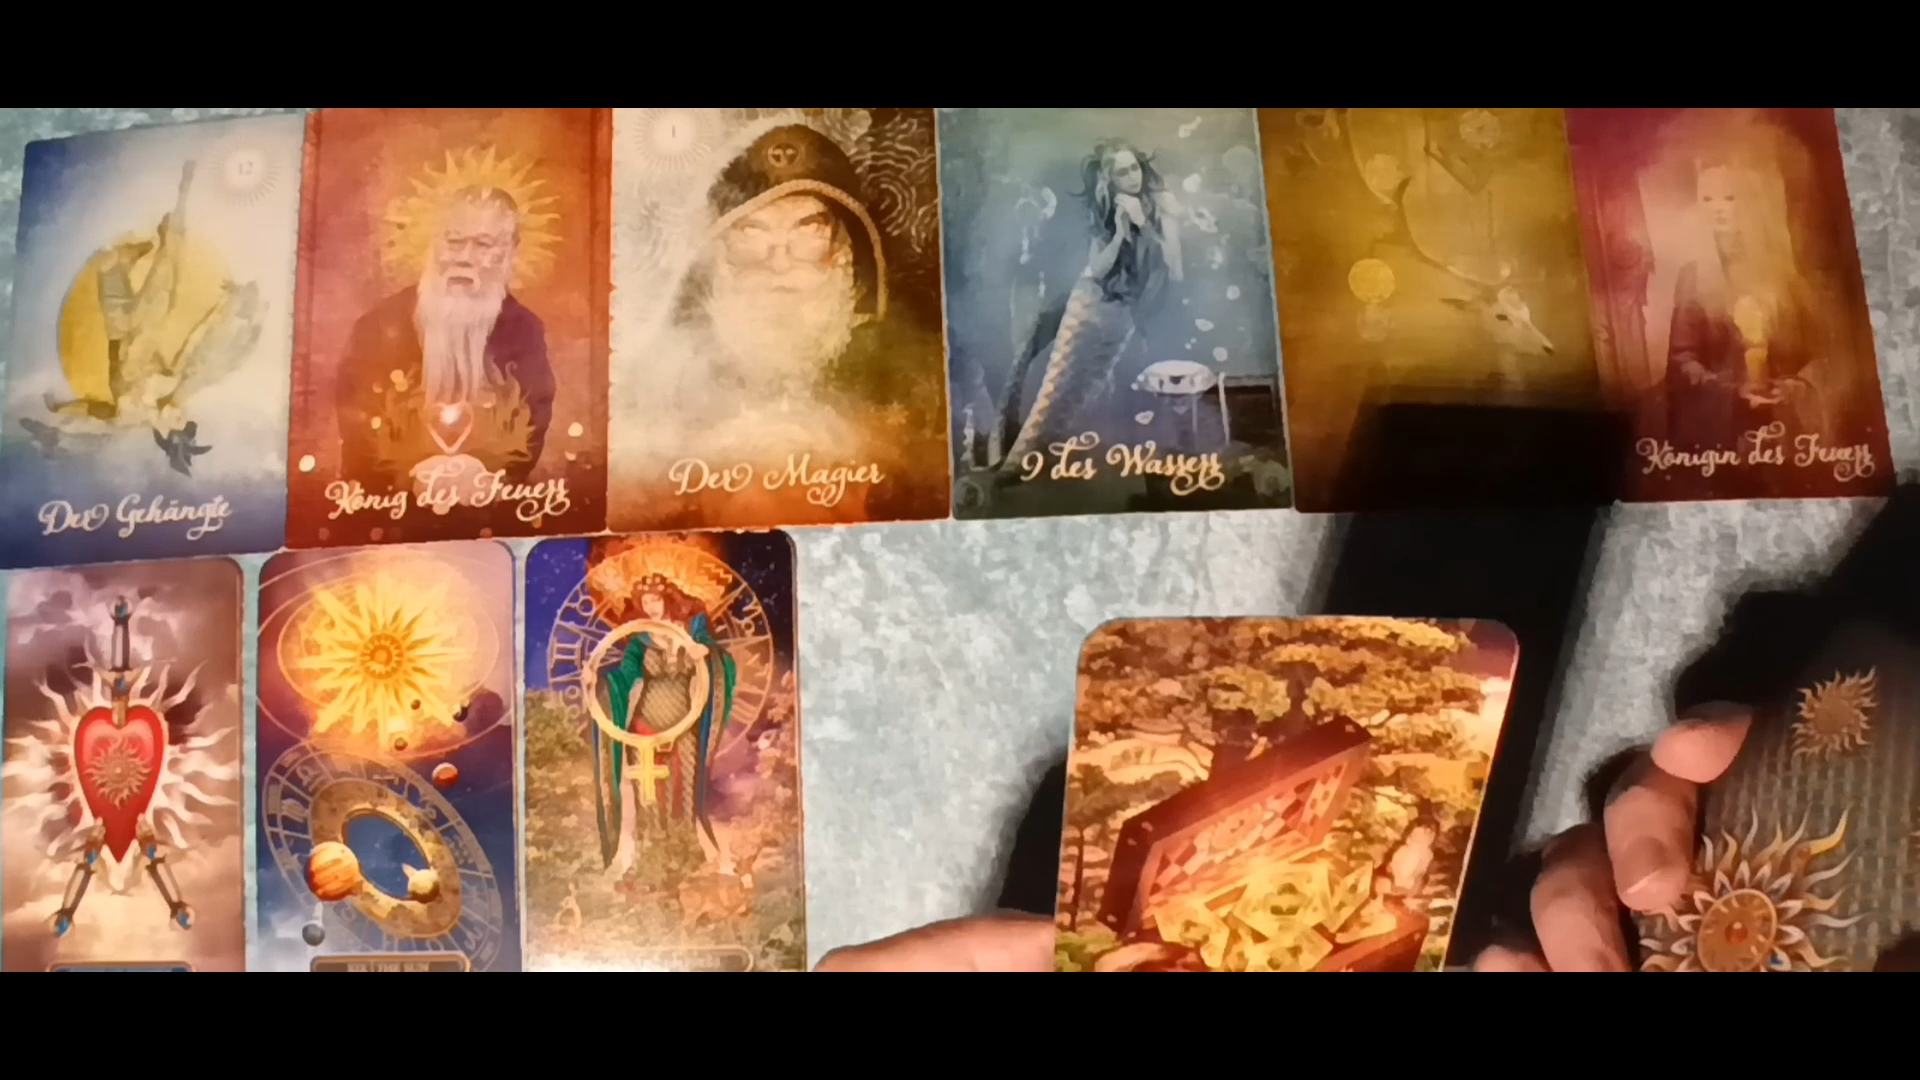 12
Der Gehängte
König des Feuers
1
Der Magier
9 des Wassers
Königin des Feuers